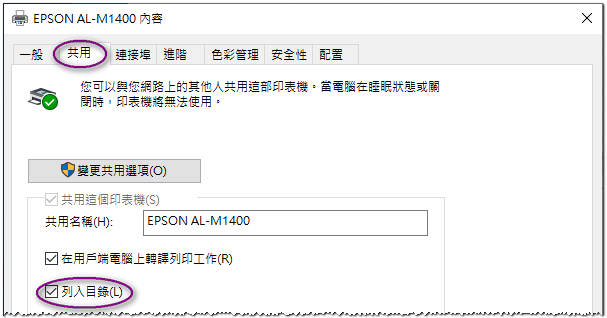 EPSON AL-M1400 內容
一般 共用 連接埠 進階 色彩管理 安全性 配置
您可以與您網路上的其他人共用這部印表機。當電腦在睡眠狀態或關
閉時，印表機將無法使用。
變更共用選項(O)
共用這個印表機(S)
共用名稱(H): EPSON AL-M1400
在用戶端電腦上轉譯列印工作(R)
列入目錄(L)